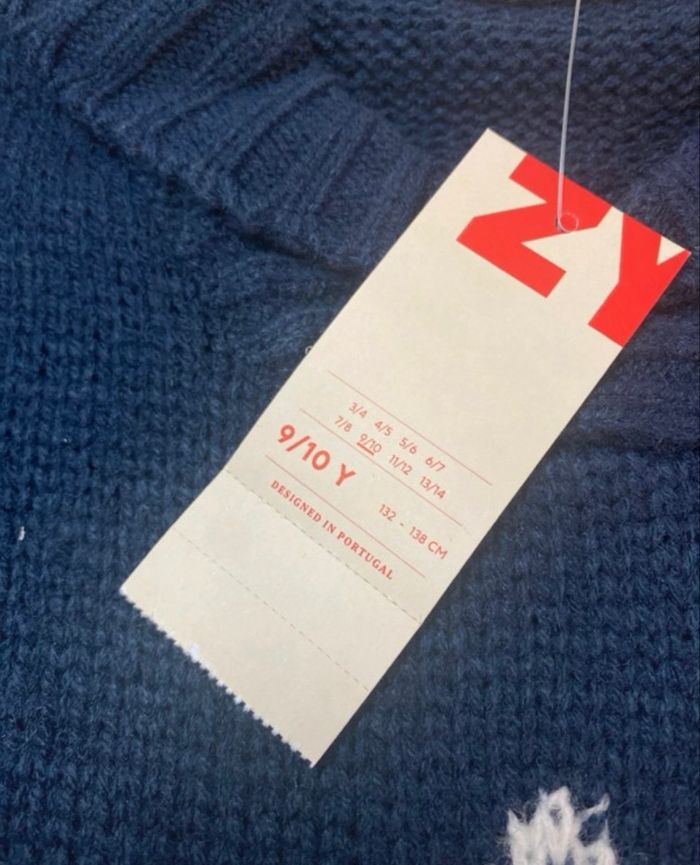 ZY
3/4 4/5 5/6 6/7
7/8 9/10 11/12 13/14
9/10 Y 132 - 138 CM
DESIGNED IN PORTUGAL